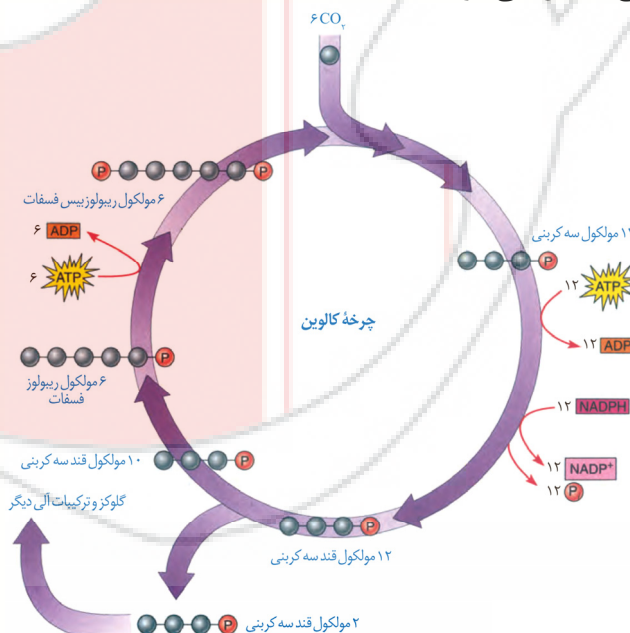 ۶CO۲
P P
۶ مولکول ریبولوزبیس فسفات
۶ ADP
۶ ATP
مولکول سه کربنی
P
۱۲ ATP
۱۲ ADP
چرخهٔ کالوین
P
۶ مولکول ریبولوز
فسفات
۱۲ NADPH
۱۰ مولکول قند سه کربنی
P
۱۲ NADP⁺
۱۲ P
گلوکز و ترکیبات آلی دیگر
P
۱۲ مولکول قند سه کربنی
P
۲ مولکول قند سه کربنی